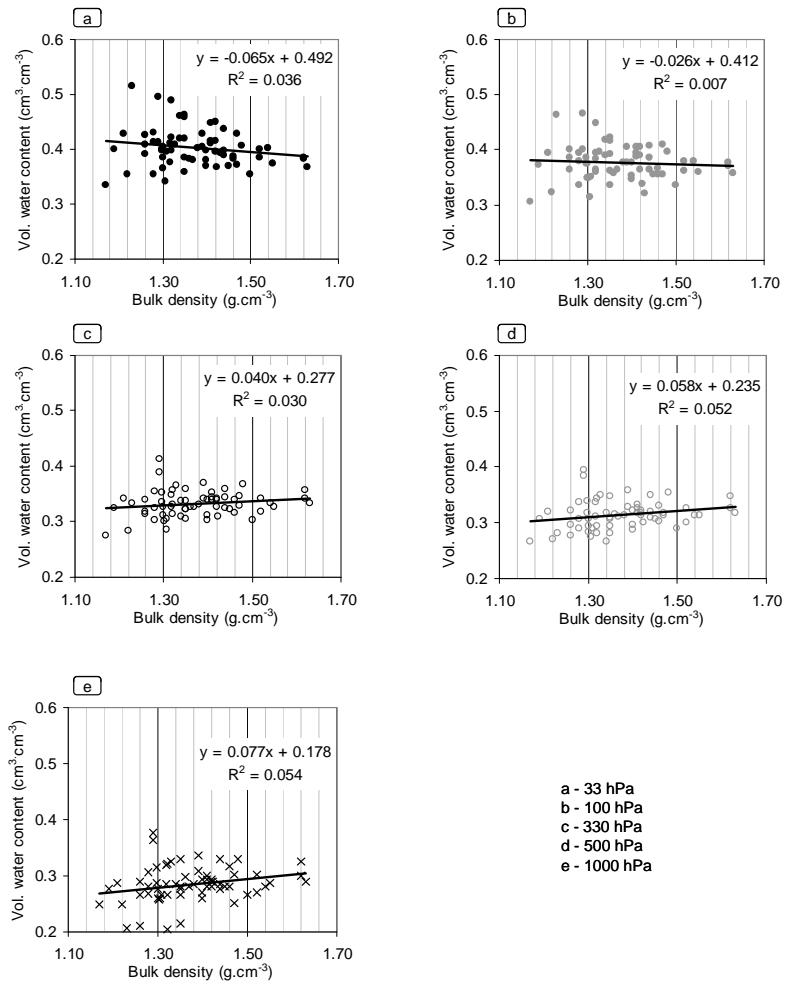 a
y = -0.065x + 0.492
R² = 0.036
Vol. water content (cm³.cm⁻³)
0.6
0.5
0.4
0.3
0.2
1.10 1.30 1.50 1.70
Bulk density (g.cm⁻³)
b
y = -0.026x + 0.412
R² = 0.007
Vol. water content (cm³.cm⁻³)
0.6
0.5
0.4
0.3
0.2
1.10 1.30 1.50 1.70
Bulk density (g.cm⁻³)
c
y = 0.040x + 0.277
R² = 0.030
Vol. water content (cm³.cm⁻³)
0.6
0.5
0.4
0.3
0.2
1.10 1.30 1.50 1.70
Bulk density (g.cm⁻³)
d
y = 0.058x + 0.235
R² = 0.052
Vol. water content (cm³.cm⁻³)
0.6
0.5
0.4
0.3
0.2
1.10 1.30 1.50 1.70
Bulk density (g.cm⁻³)
e
y = 0.077x + 0.178
R² = 0.054
Vol. water content (cm³.cm⁻³)
0.6
0.5
0.4
0.3
0.2
1.10 1.30 1.50 1.70
Bulk density (g.cm⁻³)
a - 33 hPa
b - 100 hPa
c - 330 hPa
d - 500 hPa
e - 1000 hPa